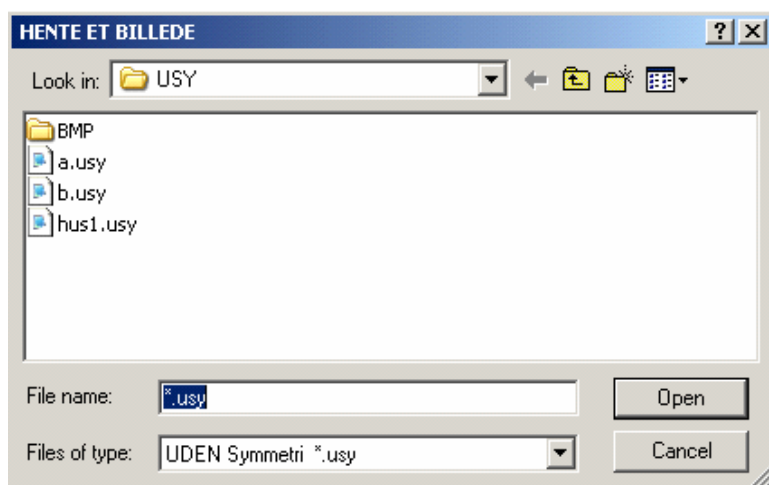 HENTE ET BILLEDE
Look in: USY
BMP
a.usy
b.usy
hus1.usy
File name: *.usy Open
Files of type: UDEN Symmetri *.usy Cancel